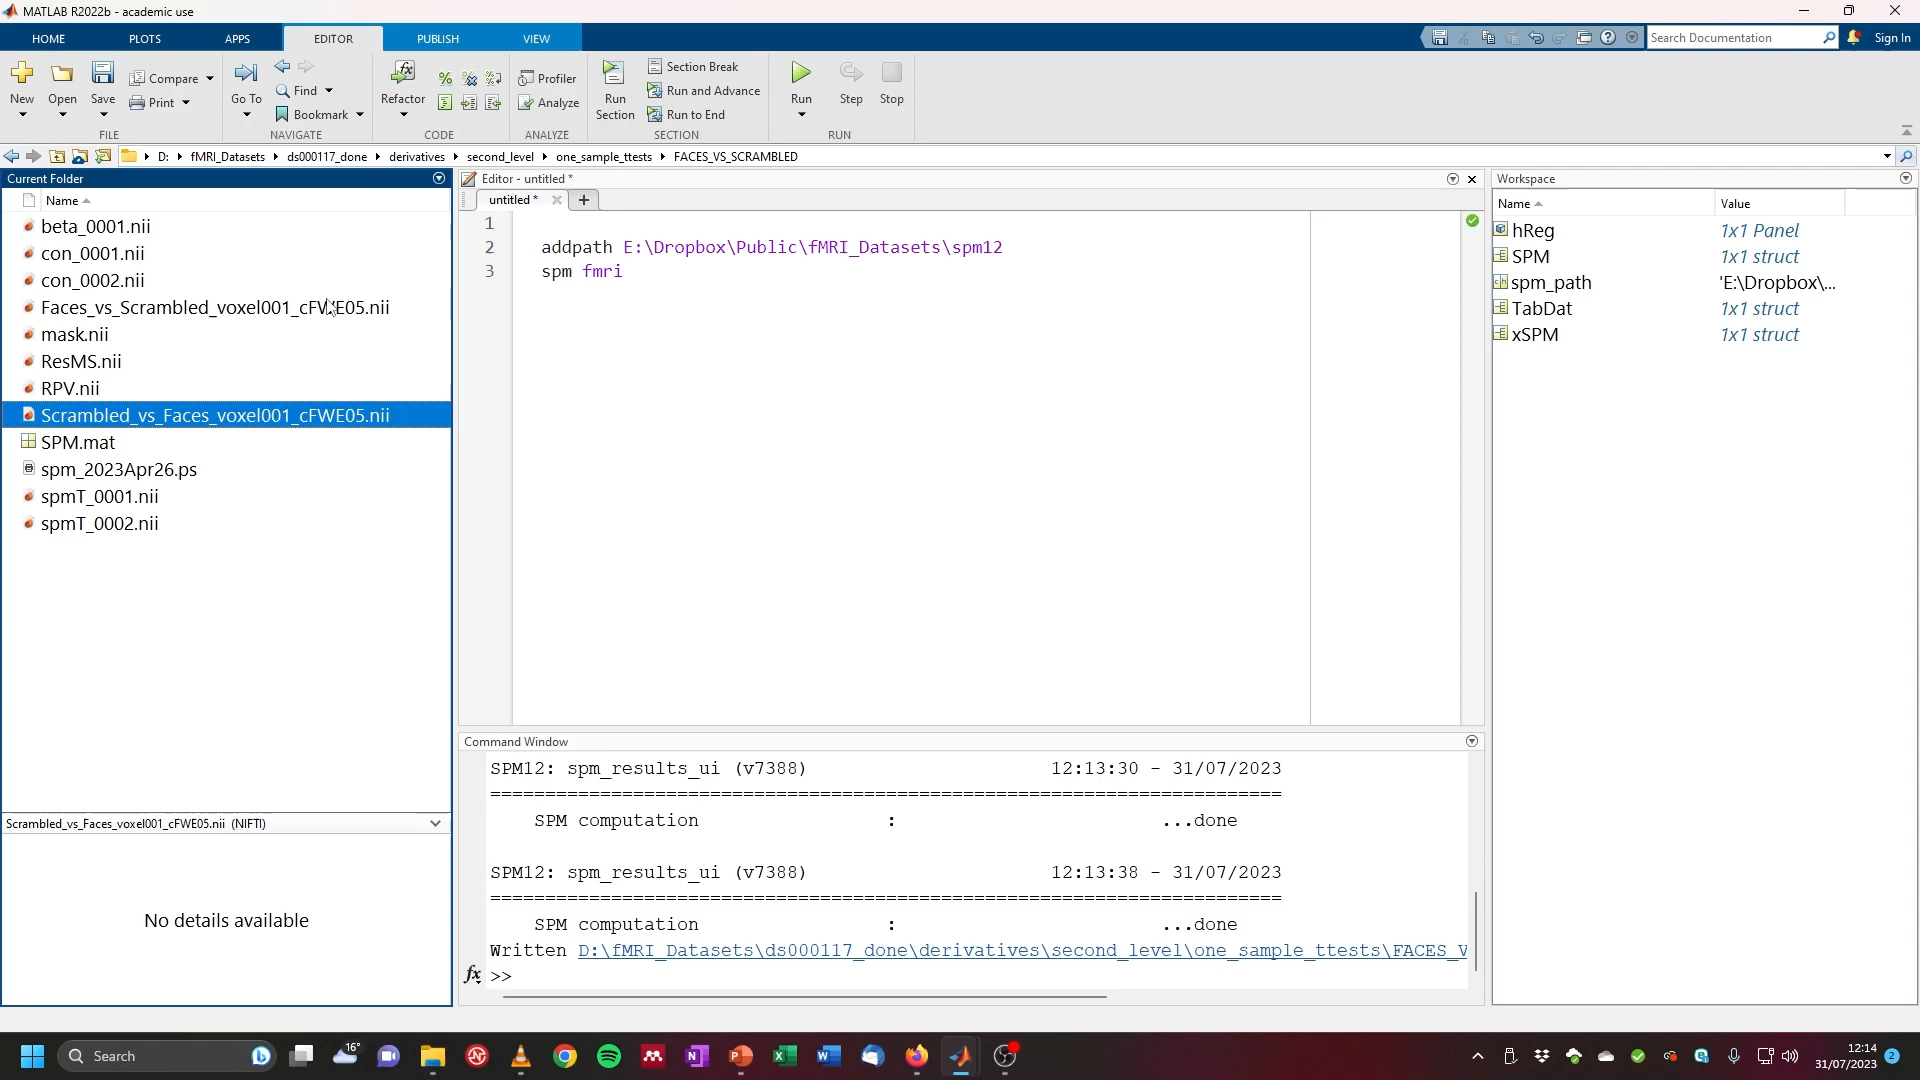 MATLAB R2022b - academic use
HOME PLOTS APPS EDITOR PUBLISH VIEW
Search Documentation
Sign In
New
Open
Save
Compare
Print
FILE
Go To
Find
Bookmark
NAVIGATE
Refactor
CODE
Profiler
Analyze
ANALYZE
Run Section
Section Break
Run and Advance
Run to End
SECTION
Run
Step
Stop
RUN
D: fMRI_Datasets ds000117_done derivatives second_level one_sample_ttests FACES_VS_SCRAMBLED
Current Folder
Name
beta_0001.nii
con_0001.nii
con_0002.nii
Faces_vs_Scrambled_voxel001_cFWE05.nii
mask.nii
ResMS.nii
RPV.nii
Scrambled_vs_Faces_voxel001_cFWE05.nii
SPM.mat
spm_2023Apr26.ps
spmT_0001.nii
spmT_0002.nii
Scrambled_vs_Faces_voxel001_cFWE05.nii (NIFTI)
No details available
Editor - untitled *
untitled *
1
2 addpath E:\Dropbox\Public\fMRI_Datasets\spm12
3 spm fmri
Command Window
SPM12: spm_results_ui (v7388) 12:13:30 - 31/07/2023
========================================================================
SPM computation : ...done
SPM12: spm_results_ui (v7388) 12:13:38 - 31/07/2023
========================================================================
SPM computation : ...done
Written D:\fMRI_Datasets\ds000117_done\derivatives\second_level\one_sample_ttests\FACES_V
fx >>
Workspace
Name Value
hReg 1x1 Panel
SPM 1x1 struct
spm_path 'E:\Dropbox\...
TabDat 1x1 struct
xSPM 1x1 struct
Search
16°
12:14
31/07/2023
2